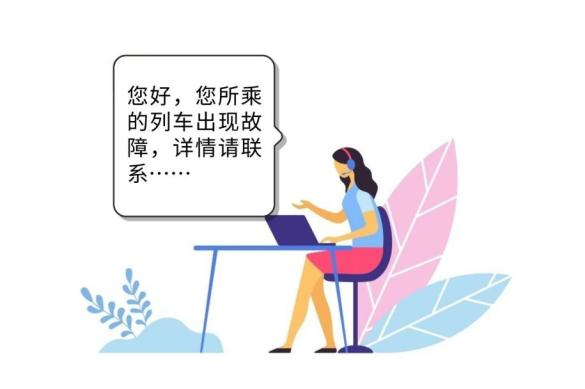 您好，您所乘
的列车出现故
障，详情请联
系……